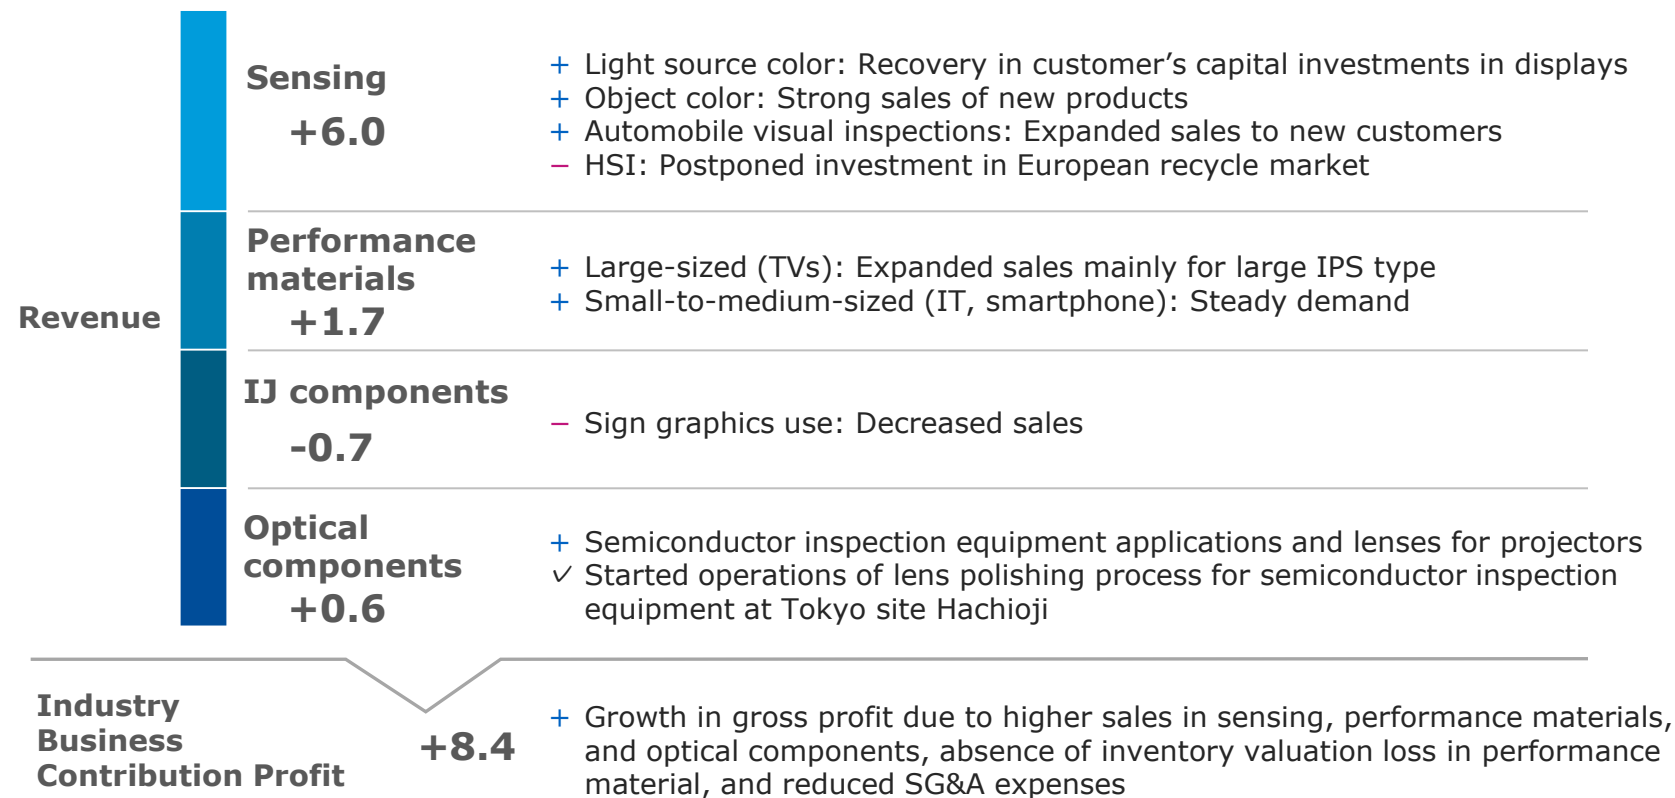 Revenue
Sensing
+6.0
+ Light source color: Recovery in customer’s capital investments in displays
+ Object color: Strong sales of new products
+ Automobile visual inspections: Expanded sales to new customers
− HSI: Postponed investment in European recycle market
Performance
materials
+1.7
+ Large-sized (TVs): Expanded sales mainly for large IPS type
+ Small-to-medium-sized (IT, smartphone): Steady demand
IJ components
-0.7
− Sign graphics use: Decreased sales
Optical
components
+0.6
+ Semiconductor inspection equipment applications and lenses for projectors
✓ Started operations of lens polishing process for semiconductor inspection
equipment at Tokyo site Hachioji
Industry
Business
Contribution Profit
+8.4
+ Growth in gross profit due to higher sales in sensing, performance materials,
and optical components, absence of inventory valuation loss in performance
material, and reduced SG&A expenses